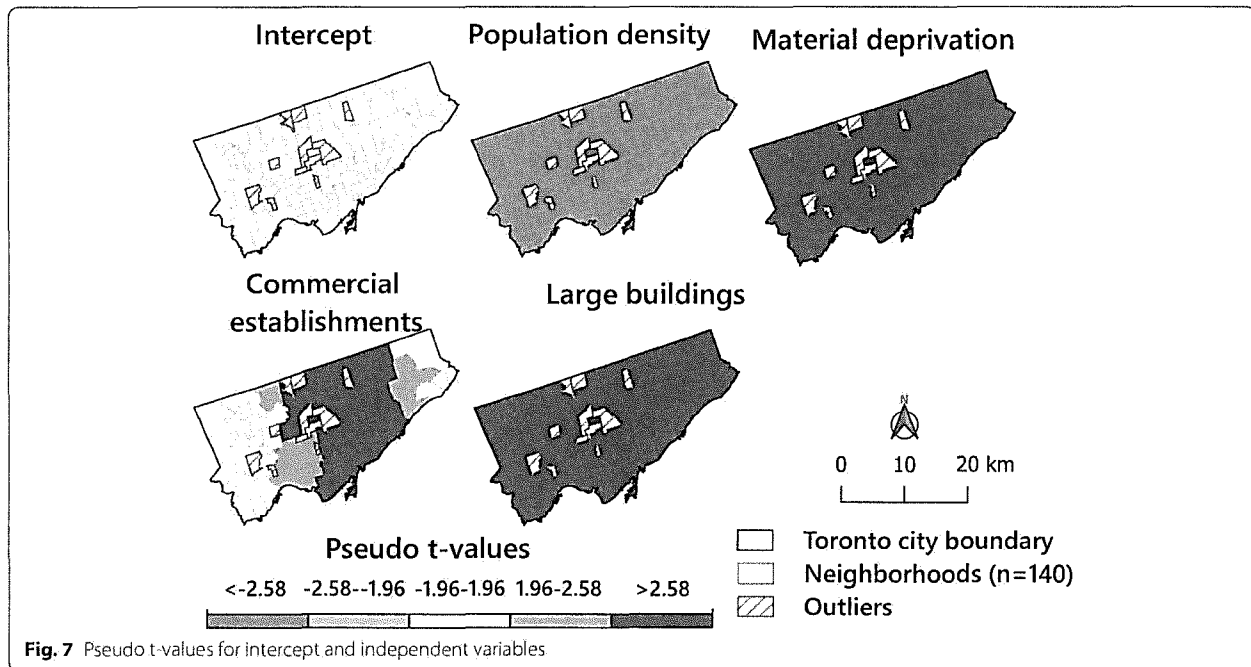 Intercept
Population density
Material deprivation
Commercial
establishments
Large buildings
N
0 10 20 km
Pseudo t-values
<-2.58 -2.58--1.96 -1.96-1.96 1.96-2.58 >2.58
Toronto city boundary
Neighborhoods (n=140)
Outliers
Fig. 7 Pseudo t-values for intercept and independent variables